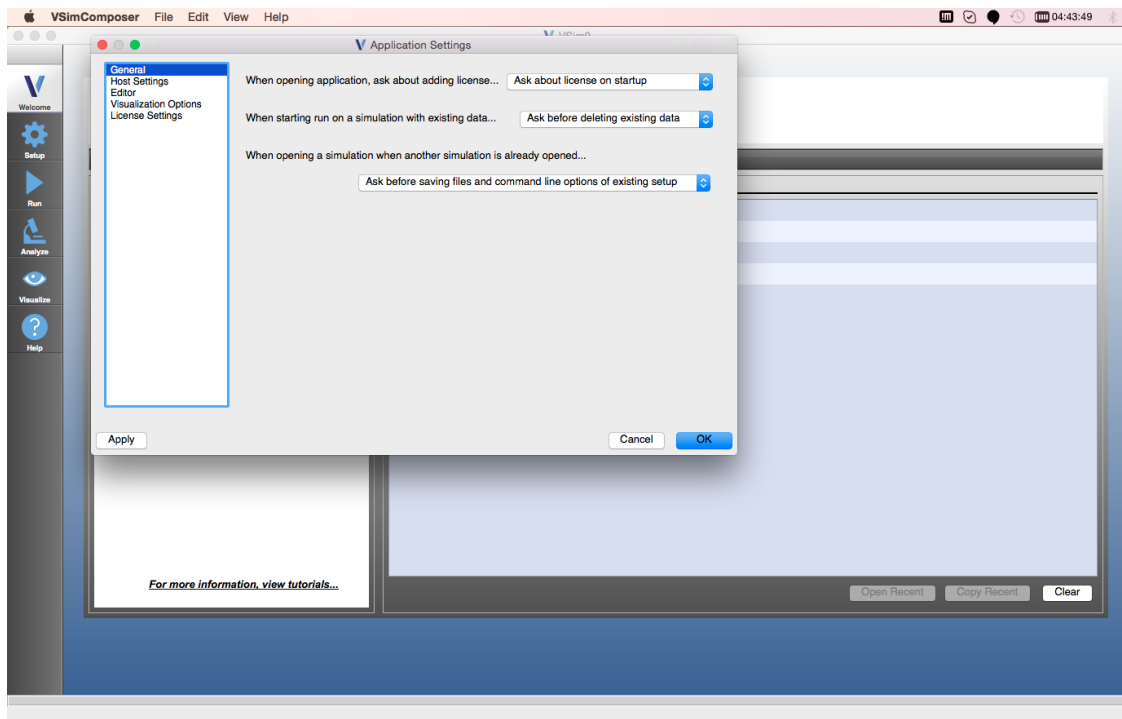 VSimComposer File Edit View Help 04:43:49
Application Settings
General
Host Settings
Editor
Visualization Options
License Settings
When opening application, ask about adding license... Ask about license on startup
When starting run on a simulation with existing data... Ask before deleting existing data
When opening a simulation when another simulation is already opened...
Ask before saving files and command line options of existing setup
Apply Cancel OK
Welcome
Setup
Run
Analyze
Visualize
?
Help
For more information, view tutorials...
Open Recent Copy Recent Clear